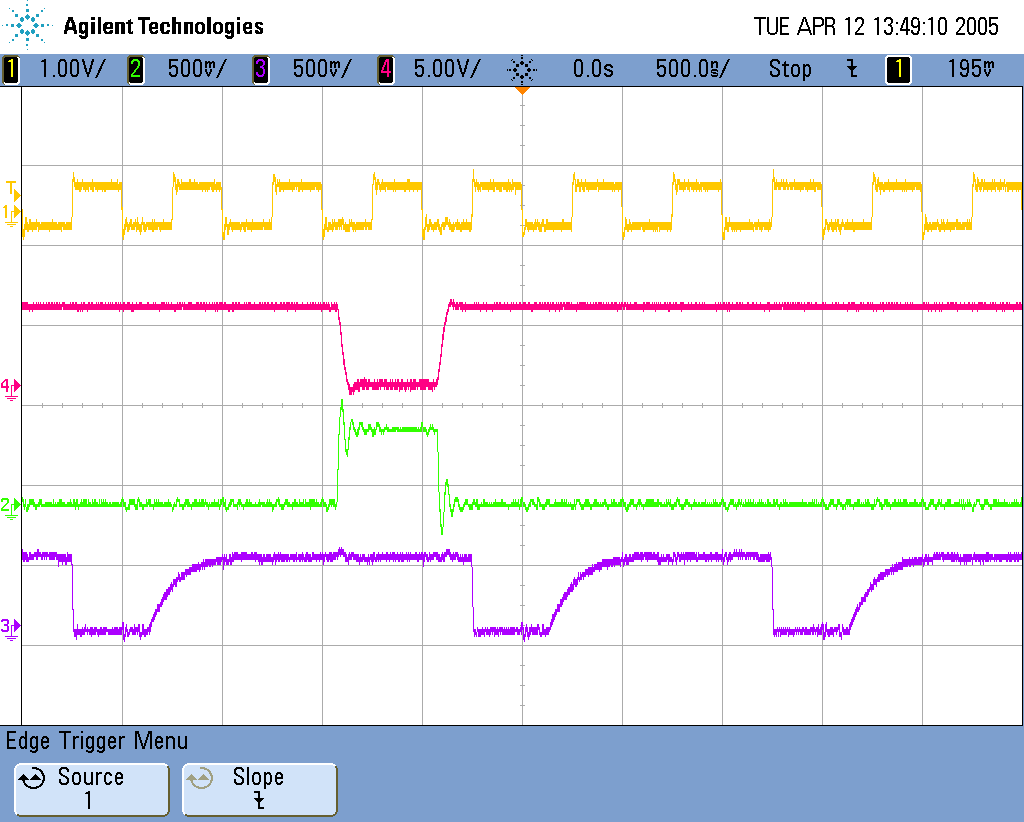 Agilent Technologies TUE APR 12 13:49:10 2005
1 1.00V/ 2 500mV/ 3 500mV/ 4 5.00V/ 0.0s 500.0ns/ Stop 1 195mV
T
1
4
2
3
Edge Trigger Menu
Source Slope
1